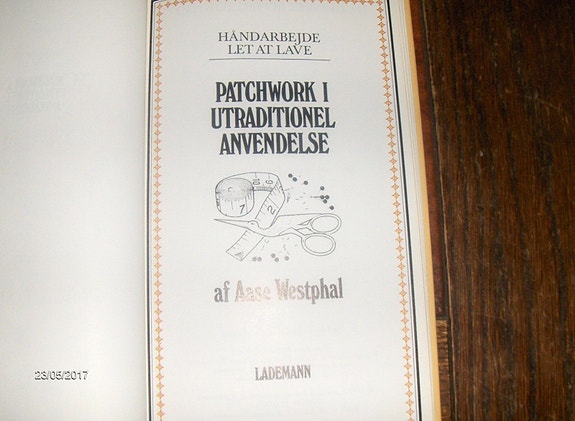 HÅNDARBEJDE
LET AT LAVE
PATCHWORK I
UTRADITIONEL
ANVENDELSE
af Aase Westphal
LADEMANN
23/05/2017